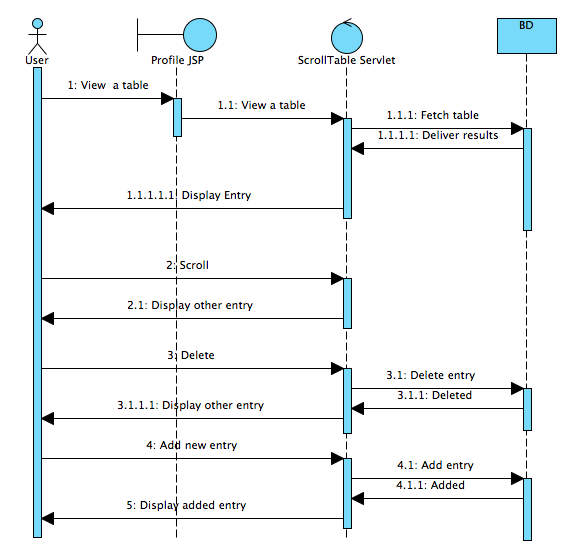 User
Profile JSP
ScrollTable Servlet
BD
1: View a table
1.1: View a table
1.1.1: Fetch table
1.1.1.1: Deliver results
1.1.1.1.1: Display Entry
2: Scroll
2.1: Display other entry
3: Delete
3.1: Delete entry
3.1.1: Deleted
3.1.1.1: Display other entry
4: Add new entry
4.1: Add entry
4.1.1: Added
5: Display added entry